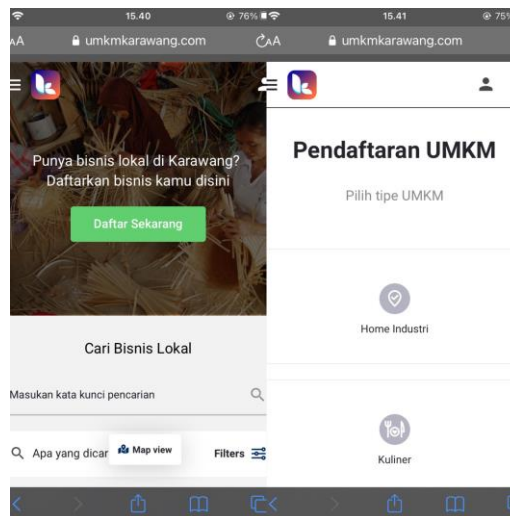 15.40
76%
AA
umkmkarawang.com
Punya bisnis lokal di Karawang?
Daftarkan bisnis kamu disini
Daftar Sekarang
Cari Bisnis Lokal
Masukan kata kunci pencarian
Apa yang dicar
Map view
Filters
15.41
75%
AA
umkmkarawang.com
Pendaftaran UMKM
Pilih tipe UMKM
Home Industri
Kuliner